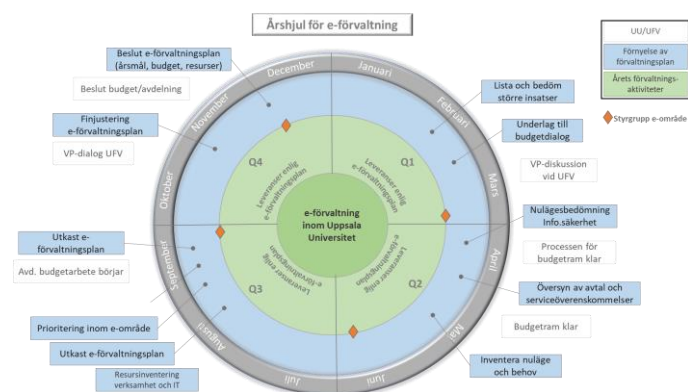 Årshjul för e-förvaltning
UU/UFV
Förnyelse av
förvaltningsplan
Årets förvaltnings-
aktiviteter
Styrgrupp e-område
Beslut e-förvaltningsplan
(årsmål, budget, resurser)
Beslut budget/avdelning
Finjustering
e-förvaltningsplan
VP-dialog UFV
Utkast e-
förvaltningsplan
Avd. budgetarbete börjar
Prioritering inom e-område
Utkast e-förvaltningsplan
Resursinventering
verksamhet och IT
Lista och bedöm
större insatser
Underlag till
budgetdialog
VP-diskussion
vid UFV
Nulägesbedömning
Info.säkerhet
Processen för
budgetram klar
Översyn av avtal och
serviceöverenskommelser
Budgetram klar
Inventera nuläge
och behov
Januari
Februari
Mars
April
Maj
Juni
Juli
Augusti
September
Oktober
November
December
Q1
Leveranser enlig
e-förvaltningsplan
Q2
Leveranser enlig
e-förvaltningsplan
Q3
Leveranser enlig
e-förvaltningsplan
Q4
Leveranser enlig
e-förvaltningsplan
e-förvaltning
inom Uppsala
Universitet